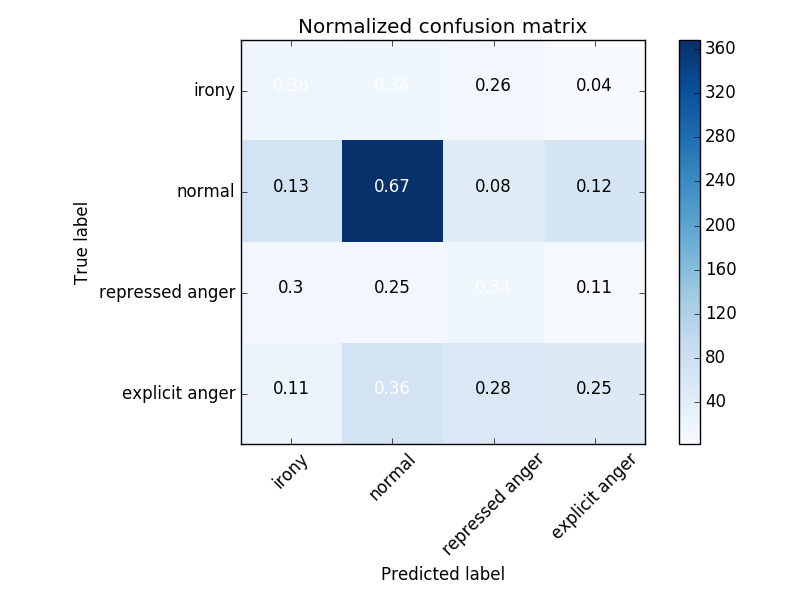 Normalized confusion matrix
True label
irony 0.36 0.34 0.26 0.04
normal 0.13 0.67 0.08 0.12
repressed anger 0.3 0.25 0.34 0.11
explicit anger 0.11 0.36 0.28 0.25
irony normal repressed anger explicit anger
Predicted label
360
320
280
240
200
160
120
80
40